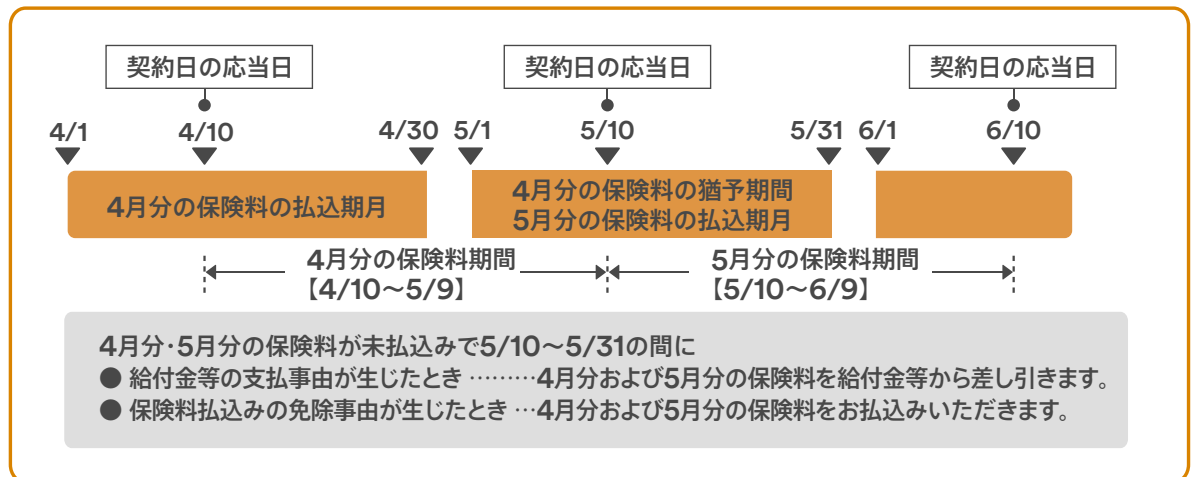 契約日の応当日
契約日の応当日
契約日の応当日
4/1
4/10
4/30
5/1
5/10
5/31
6/1
6/10
4月分の保険料の払込期月
4月分の保険料の猶予期間
5月分の保険料の払込期月
4月分の保険料期間
【4/10〜5/9】
5月分の保険料期間
【5/10〜6/9】
4月分・5月分の保険料が未払込みで5/10〜5/31の間に
● 給付金等の支払事由が生じたとき ………4月分および5月分の保険料を給付金等から差し引きます。
● 保険料払込みの免除事由が生じたとき …4月分および5月分の保険料をお払込みいただきます。